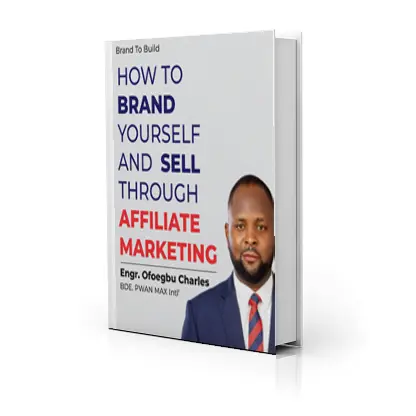 Brand To Build
HOW TO
BRAND
YOURSELF
AND SELL
THROUGH
AFFILIATE
MARKETING
Engr. Ofoegbu Charles
BDE, PWAN MAX Intl'